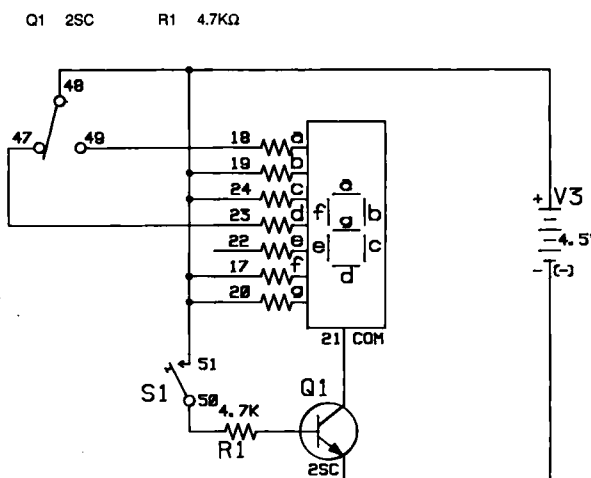 Q1 2SC R1 4.7KΩ
48
47 49
18 a
19 b
24 c
23 d
22 e
17 f
20 g
a
f b
g
e c
d
+ V3
4.5V
- (-)
21 COM
51
S1 50
4.7K
R1
Q1
2SC